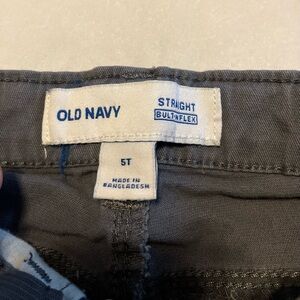 OLD NAVY
STRAIGHT
BUILT-IN FLEX
5T
MADE IN
BANGLADESH